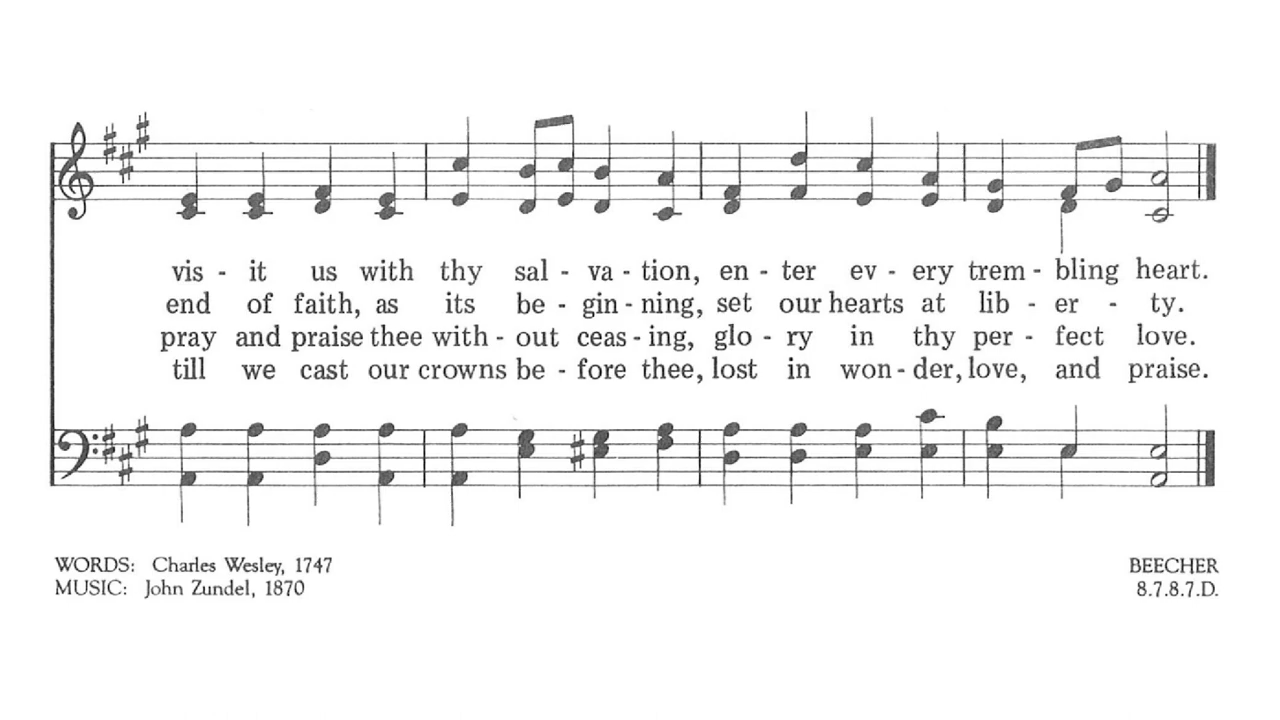 vis - it us with thy sal - va - tion, en - ter ev - ery trem - bling heart.
end of faith, as its be - gin - ning, set our hearts at lib - er - ty.
pray and praise thee with - out ceas - ing, glo - ry in thy per - fect love.
till we cast our crowns be - fore thee, lost in won - der, love, and praise.
WORDS: Charles Wesley, 1747
MUSIC: John Zundel, 1870
BEECHER
8.7.8.7.D.